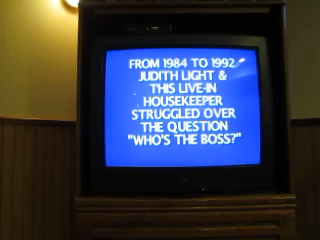 FROM 1984 TO 1992
JUDITH LIGHT &
THIS LIVE-IN
HOUSEKEEPER
STRUGGLED OVER
THE QUESTION
"WHO'S THE BOSS?"